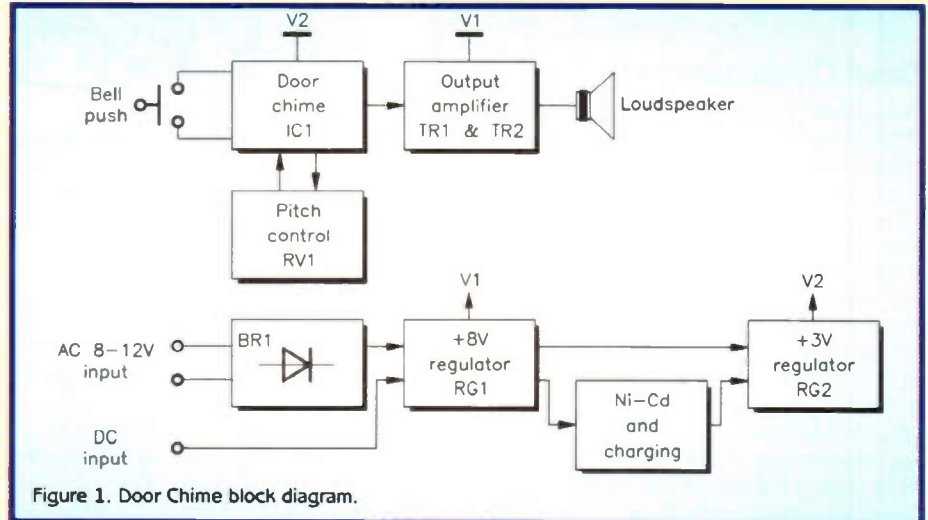 V2
V1
Bell
push
Door
chime
IC1
Output
amplifier
TR1 & TR2
Loudspeaker
Pitch
control
RV1
V1
V2
AC 8-12V
input
BR1
+8V
regulator
RG1
+3V
regulator
RG2
Ni-Cd
and
charging
DC
input
Figure 1. Door Chime block diagram.